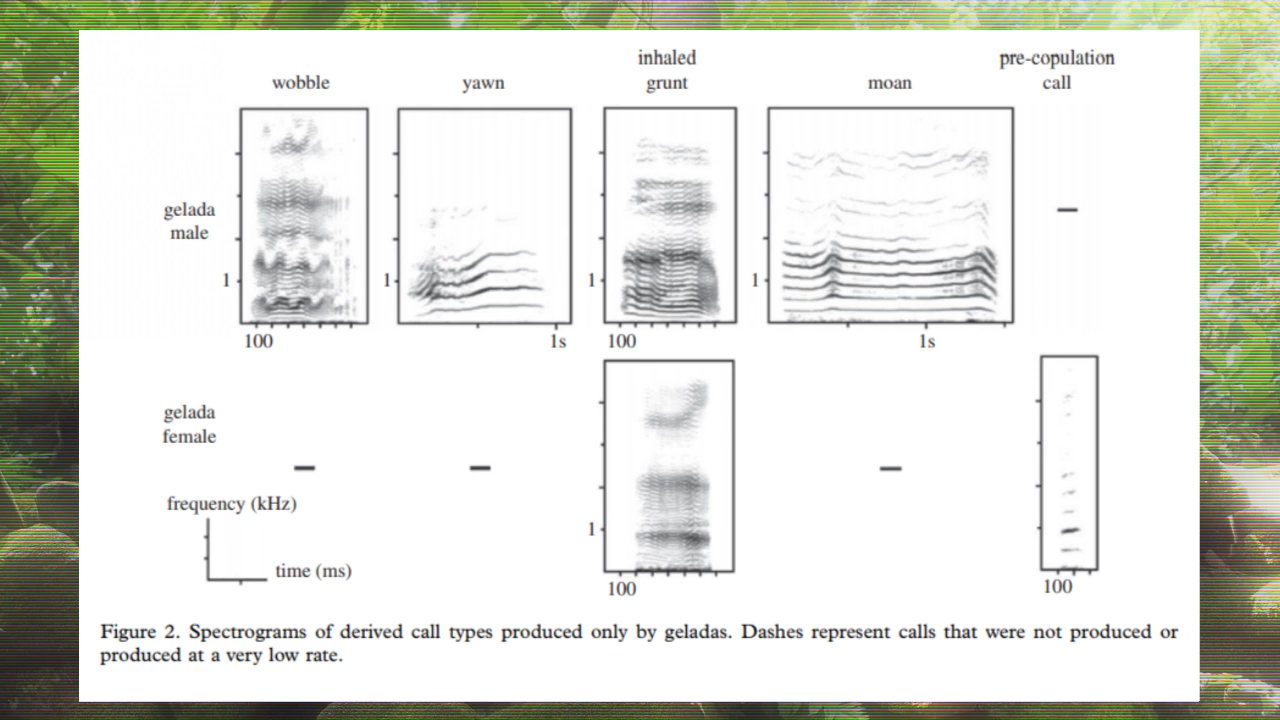 wobble
yawn
inhaled
grunt
moan
pre-copulation
call
gelada
male
1
1
1
1
100
1s
100
1s
gelada
female
frequency (kHz)
time (ms)
1
100
100
Figure 2. Spectrograms of derived call types produced only by geladas. Dashes represent calls that were not produced or
produced at a very low rate.